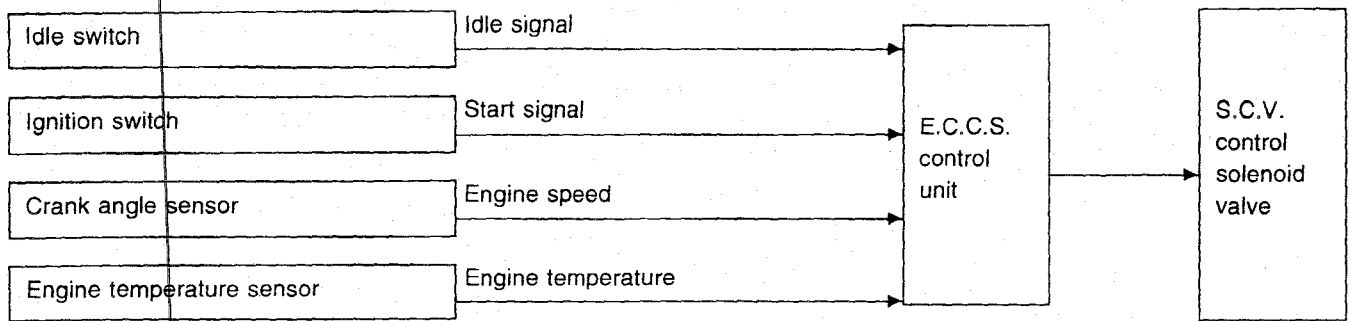 Idle switch
Idle signal
Ignition switch
Start signal
Crank angle sensor
Engine speed
Engine temperature sensor
Engine temperature
E.C.C.S.
control
unit
S.C.V.
control
solenoid
valve